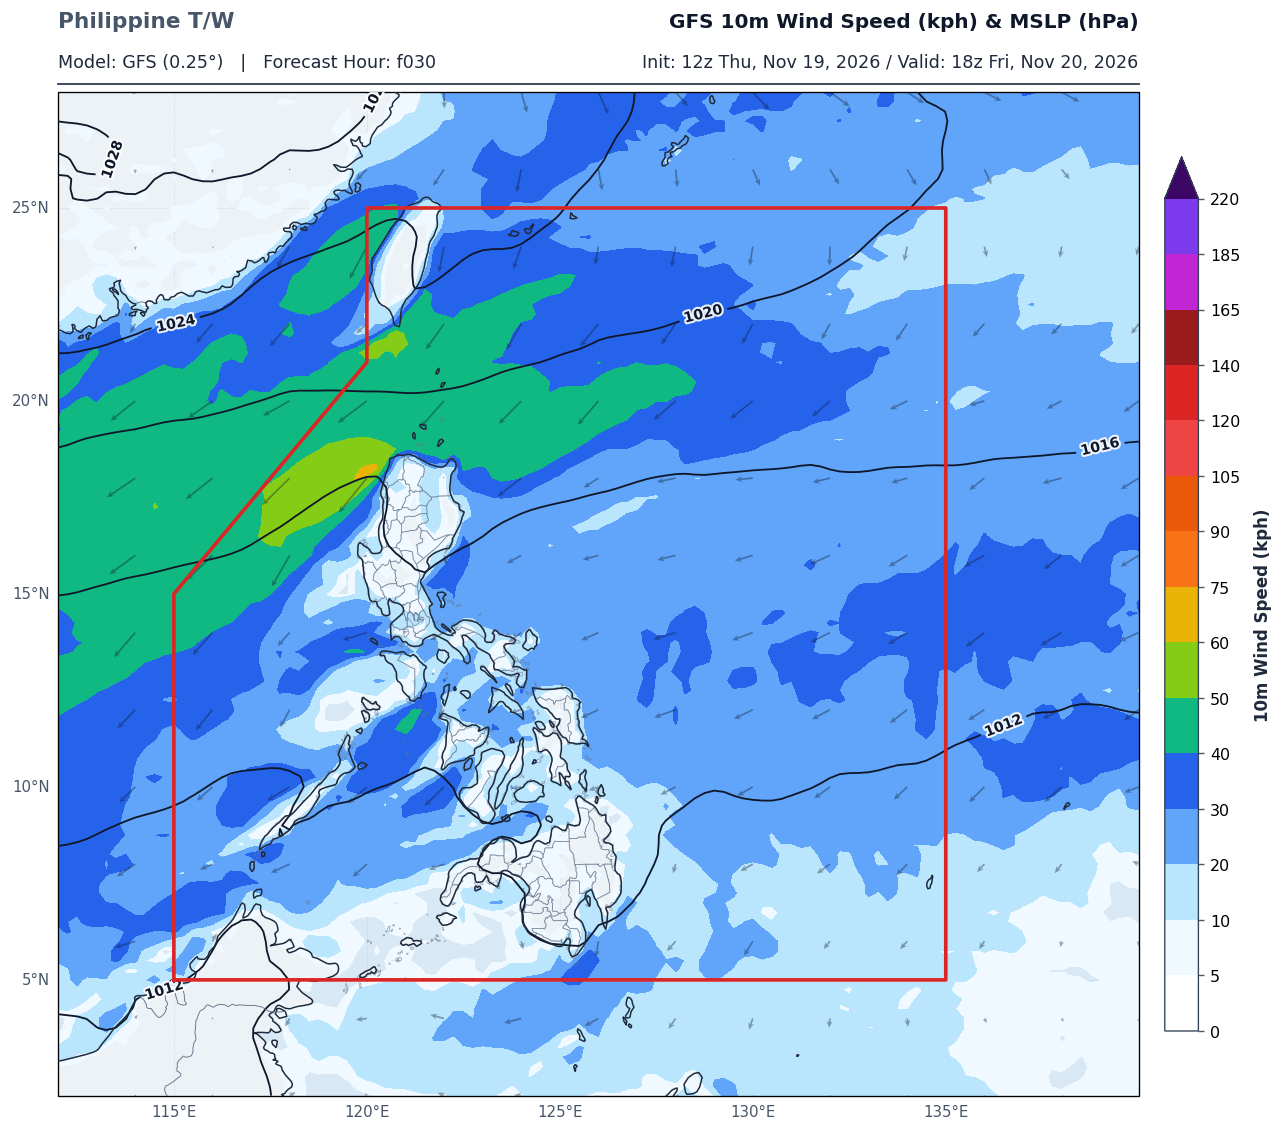 Philippine T/W
GFS 10m Wind Speed (kph) & MSLP (hPa)
Model: GFS (0.25°) | Forecast Hour: f030
Init: 12z Thu, Nov 19, 2026 / Valid: 18z Fri, Nov 20, 2026
1028
1024
1020
1016
1012
1012
25°N
20°N
15°N
10°N
5°N
115°E
120°E
125°E
130°E
135°E
220
185
165
140
120
105
90
75
60
50
40
30
20
10
5
0
10m Wind Speed (kph)